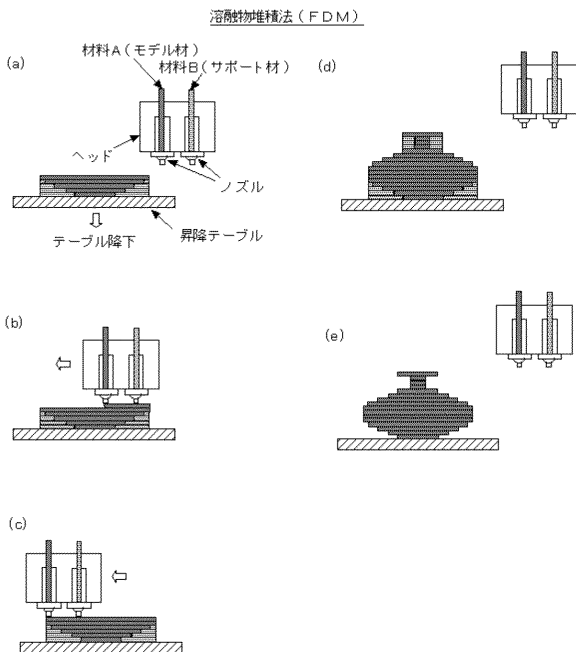 溶融物堆積法(FDM)
(a)
材料A(モデル材)
材料B(サポート材)
ヘッド
ノズル
テーブル降下
昇降テーブル
(b)
(c)
(d)
(e)